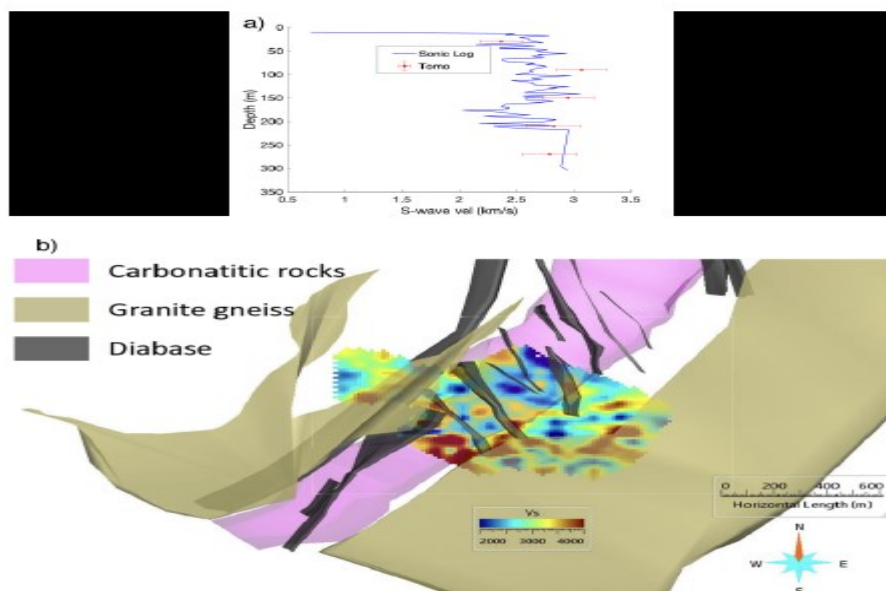 a)
0
50
100
150
200
250
300
350
Depth (m)
Sonic Log
Tomo
0.5 1 1.5 2 2.5 3 3.5
S-wave vel (km/s)
b)
Carbonatitic rocks
Granite gneiss
Diabase
Vs
2000 3000 4000
0 200 400 600
Horizontal Length (m)
N
W E
S